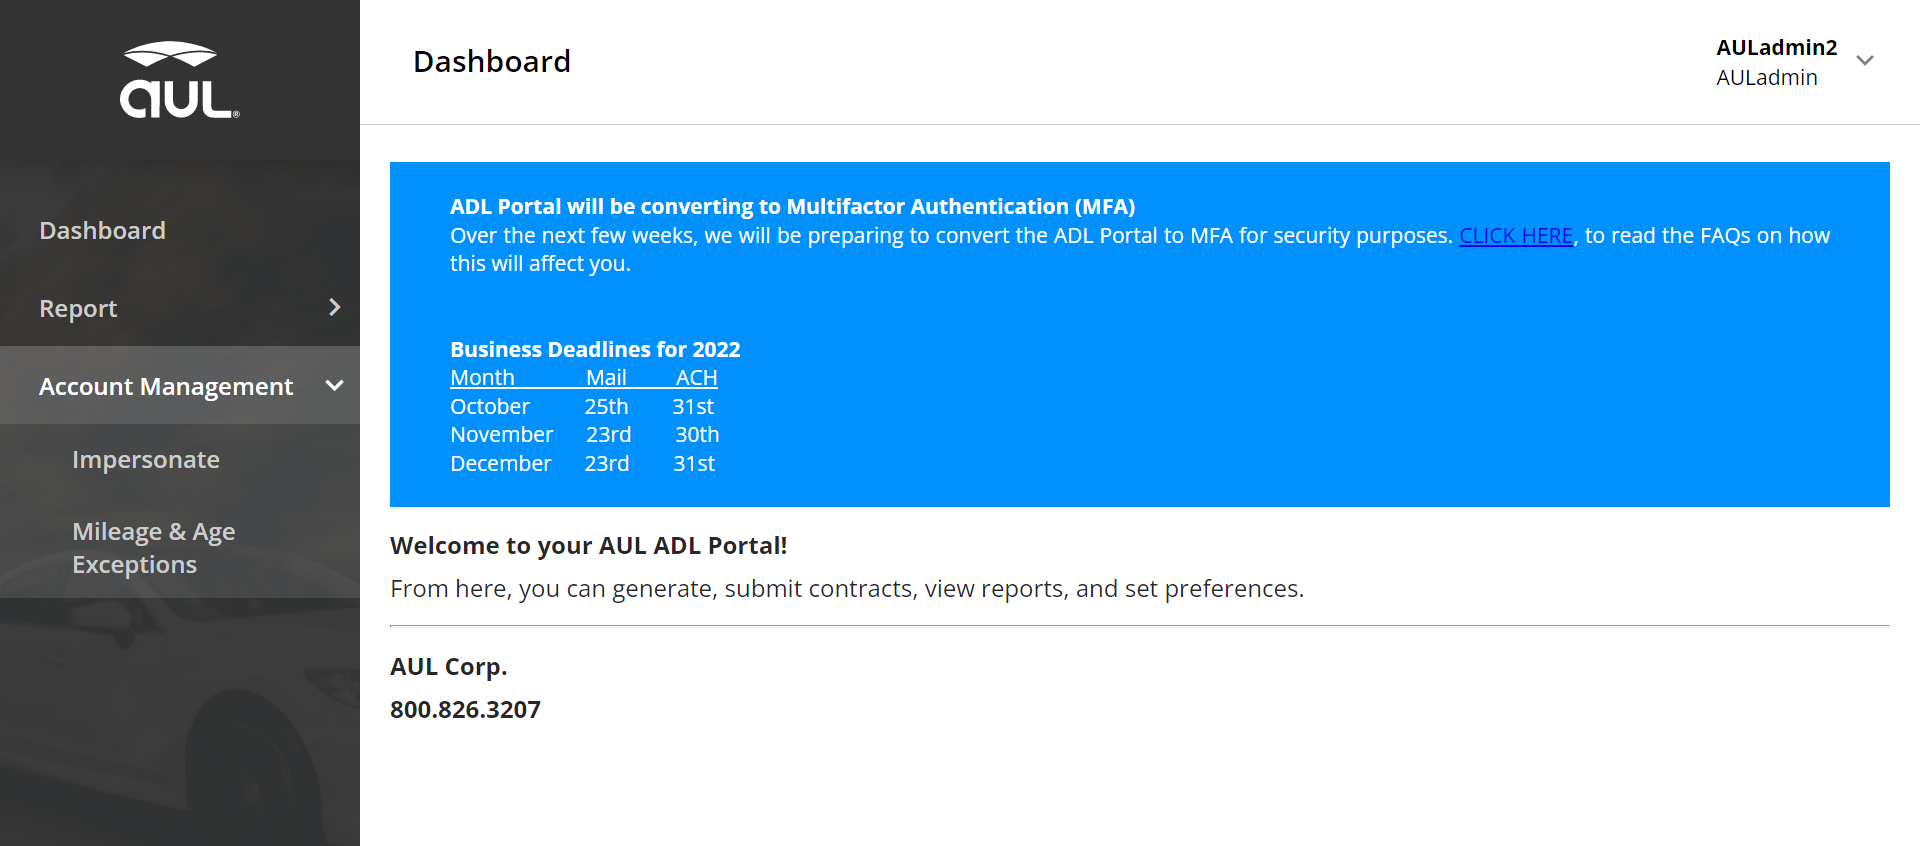 aul®
Dashboard
Report
Account Management
Impersonate
Mileage & Age
Exceptions
Dashboard
AULadmin2
AULadmin
ADL Portal will be converting to Multifactor Authentication (MFA)
Over the next few weeks, we will be preparing to convert the ADL Portal to MFA for security purposes. CLICK HERE, to read the FAQs on how
this will affect you.
Business Deadlines for 2022
Month Mail ACH
October 25th 31st
November 23rd 30th
December 23rd 31st
Welcome to your AUL ADL Portal!
From here, you can generate, submit contracts, view reports, and set preferences.
AUL Corp.
800.826.3207